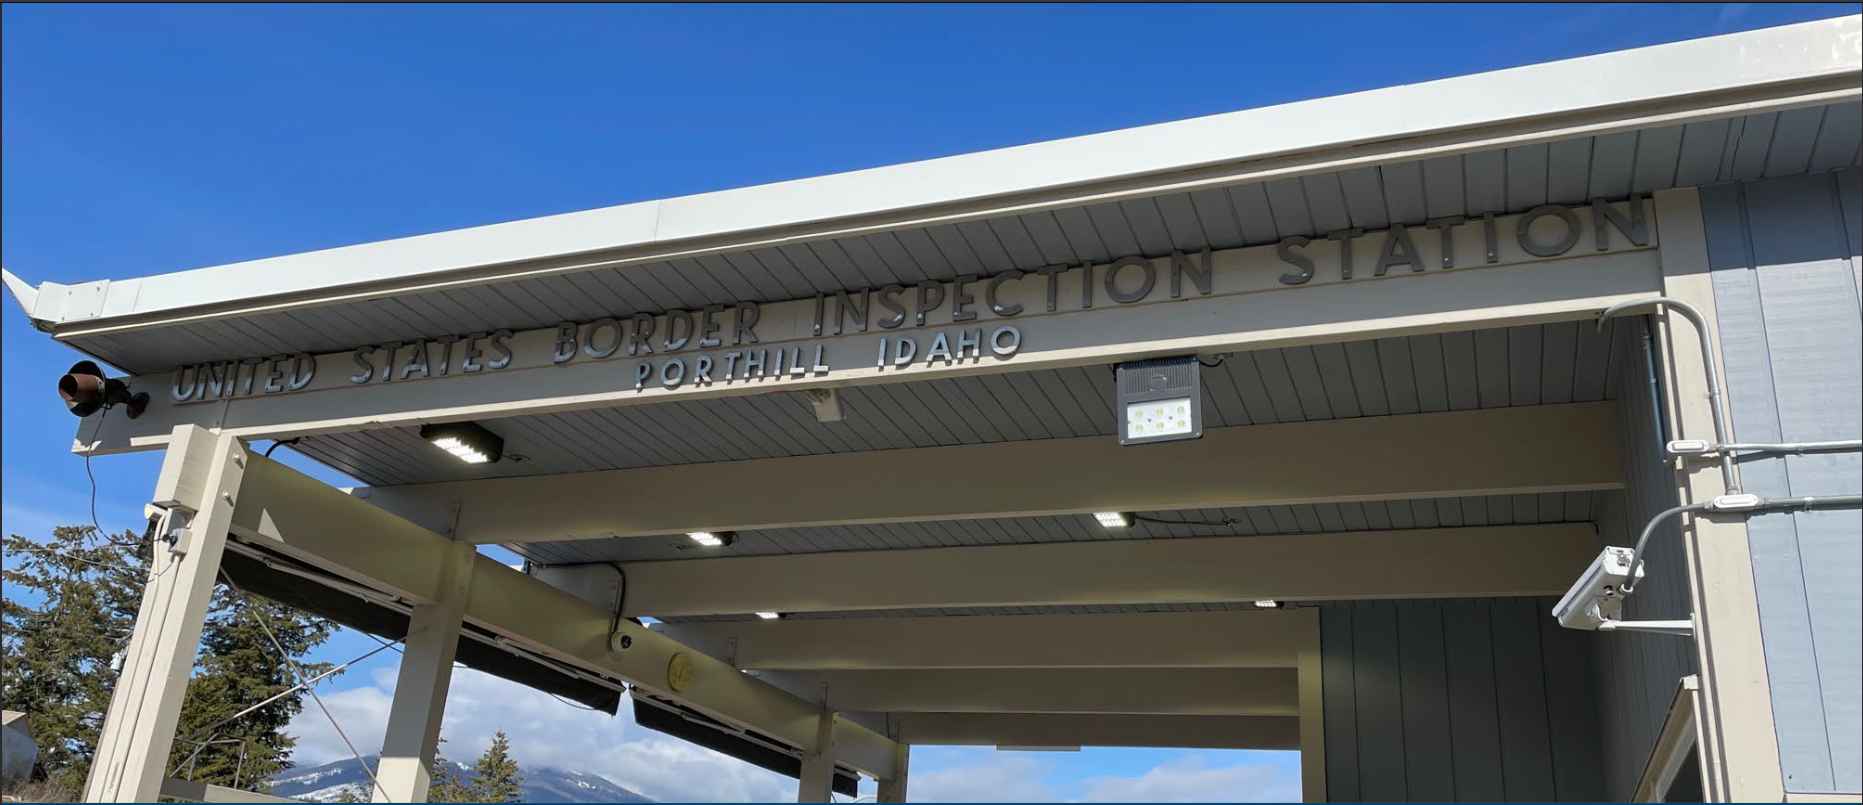 UNITED STATES BORDER INSPECTION STATION
PORTHILL IDAHO